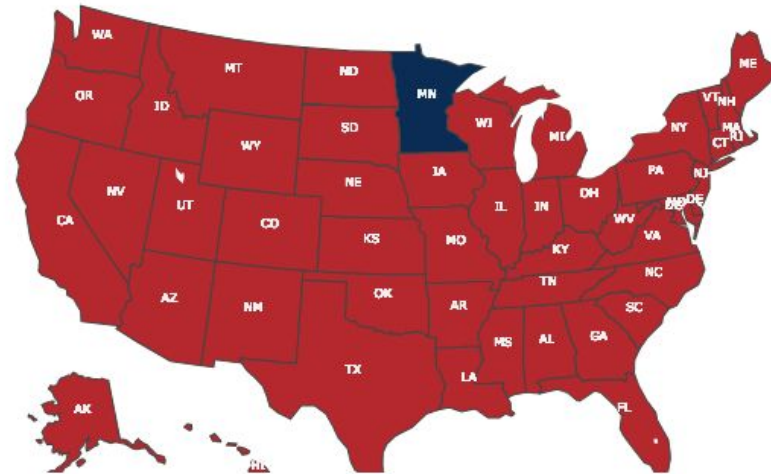 WA
MT
ND
MN
ME
OR
ID
SD
WI
VT
NH
WY
MI
NY
MA
RI
CT
IA
PA
NJ
NV
NE
OH
UT
IL
IN
DE
CA
CO
WV
KS
MO
VA
KY
NC
TN
AZ
OK
NM
AR
SC
MS
AL
GA
TX
LA
AK
FL
HI